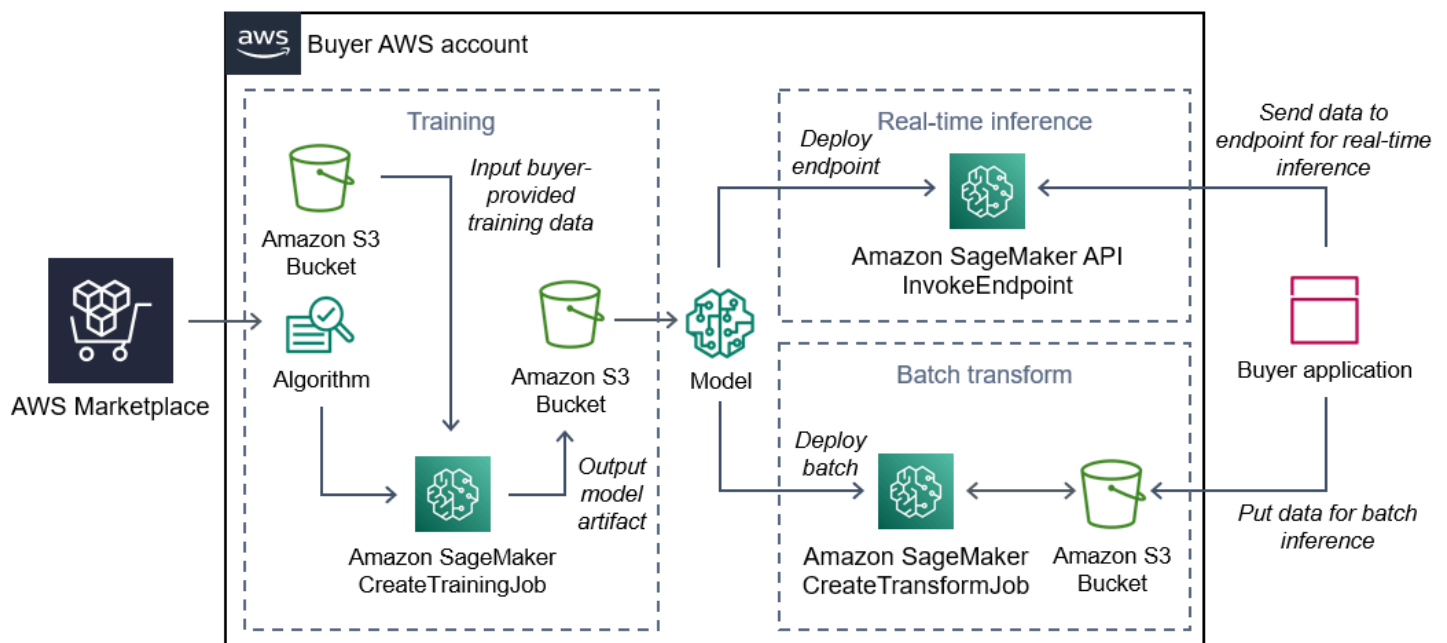 aws
Buyer AWS account
Training
Amazon S3
Bucket
Input buyer-
provided
training data
Algorithm
Amazon S3
Bucket
Output
model
artifact
Amazon SageMaker
CreateTrainingJob
AWS Marketplace
Model
Real-time inference
Deploy
endpoint
Amazon SageMaker API
InvokeEndpoint
Batch transform
Deploy
batch
Amazon SageMaker
CreateTransformJob
Amazon S3
Bucket
Send data to
endpoint for real-time
inference
Buyer application
Put data for batch
inference